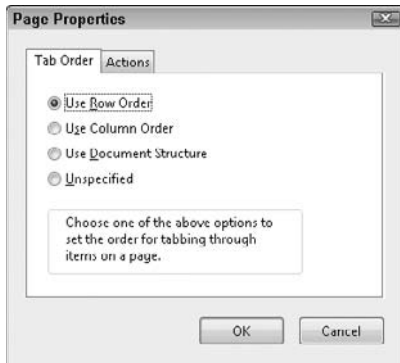 Page Properties
Tab Order Actions
Use Row Order
Use Column Order
Use Document Structure
Unspecified
Choose one of the above options to
set the order for tabbing through
items on a page.
OK Cancel